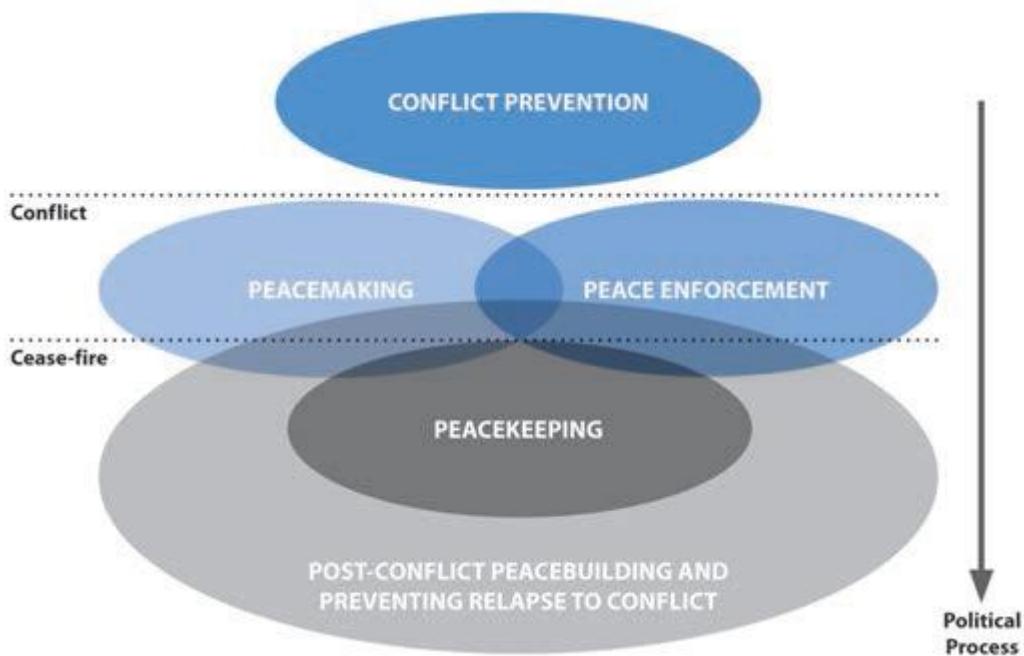 CONFLICT PREVENTION
Conflict
PEACEMAKING
PEACE ENFORCEMENT
Cease-fire
PEACEKEEPING
POST-CONFLICT PEACEBUILDING AND
PREVENTING RELAPSE TO CONFLICT
Political
Process